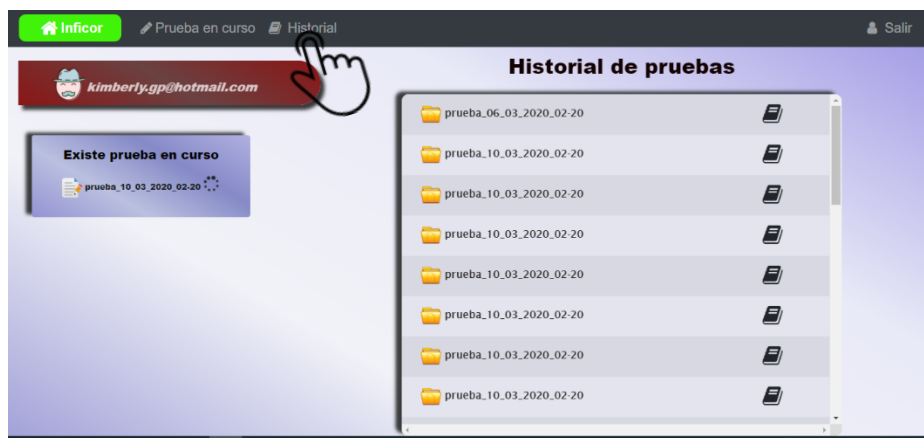 Inficor Prueba en curso Historial Salir
kimberly.gp@hotmail.com
Existe prueba en curso
prueba_10_03_2020_02-20
Historial de pruebas
prueba_06_03_2020_02-20
prueba_10_03_2020_02-20
prueba_10_03_2020_02-20
prueba_10_03_2020_02-20
prueba_10_03_2020_02-20
prueba_10_03_2020_02-20
prueba_10_03_2020_02-20
prueba_10_03_2020_02-20